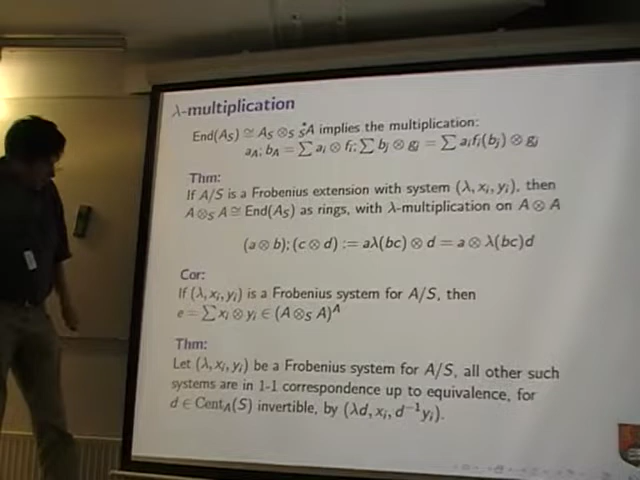 λ-multiplication
End(A_S) ≅ A_S ⊗_S *_S A implies the multiplication:
a_A; b_A = ∑ a_i ⊗ f_i; ∑ b_j ⊗ g_j = ∑ a_i f_i(b_j) ⊗ g_j
Thm:
If A/S is a Frobenius extension with system (λ, x_i, y_i), then
A ⊗_S A ≅ End(A_S) as rings, with λ-multiplication on A ⊗ A
(a ⊗ b); (c ⊗ d) := aλ(bc) ⊗ d = a ⊗ λ(bc)d
Cor:
If (λ, x_i, y_i) is a Frobenius system for A/S, then
e = ∑ x_i ⊗ y_i ∈ (A ⊗_S A)^A
Thm:
Let (λ, x_i, y_i) be a Frobenius system for A/S, all other such
systems are in 1-1 correspondence up to equivalence, for
d ∈ Cent_A(S) invertible, by (λd, x_i, d⁻¹y_i).